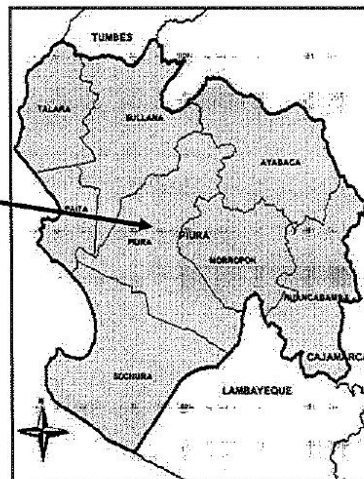 TUMBES
TALARA
SULLANA
AYABACA
PAITA
PIURA
PIURA
MORROPON
HUANCABAMBA
CAJAMARCA
SECHURA
LAMBAYEQUE
N